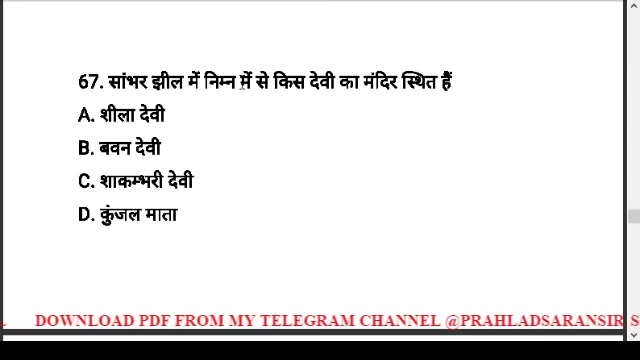 67. सांभर झील में निम्न में से किस देवी का मंदिर स्थित हैं
A. शीला देवी
B. बवन देवी
C. शाकम्भरी देवी
D. कुंजल माता
DOWNLOAD PDF FROM MY TELEGRAM CHANNEL @PRAHLADSARANSIR S